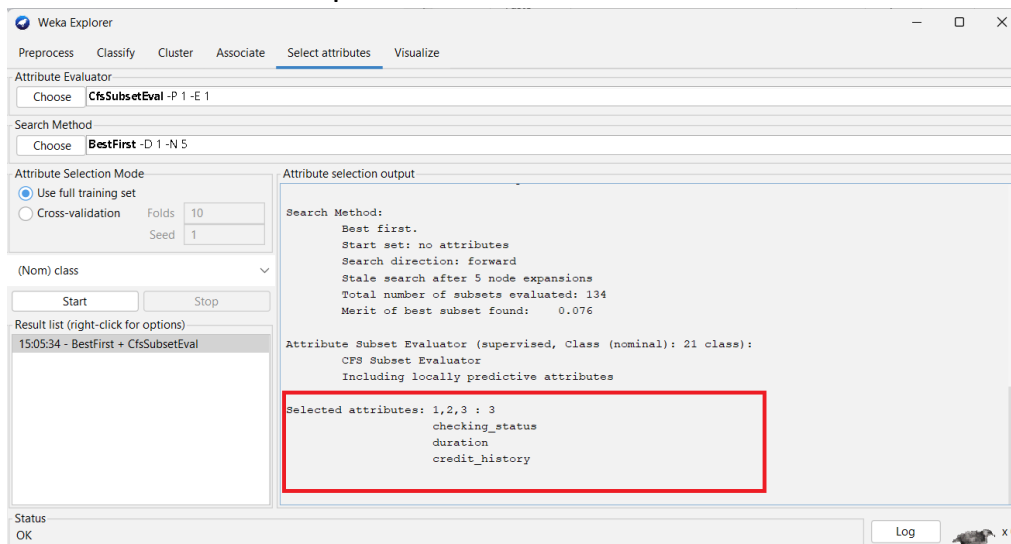 Weka Explorer
Preprocess Classify Cluster Associate Select attributes Visualize
Attribute Evaluator
Choose CfsSubsetEval -P 1 -E 1
Search Method
Choose BestFirst -D 1 -N 5
Attribute Selection Mode
Use full training set
Cross-validation Folds 10
Seed 1
(Nom) class
Start Stop
Result list (right-click for options)
15:05:34 - BestFirst + CfsSubsetEval
Attribute selection output
Search Method:
Best first.
Start set: no attributes
Search direction: forward
Stale search after 5 node expansions
Total number of subsets evaluated: 134
Merit of best subset found: 0.076
Attribute Subset Evaluator (supervised, Class (nominal): 21 class):
CFS Subset Evaluator
Including locally predictive attributes
Selected attributes: 1,2,3 : 3
checking_status
duration
credit_history
Status
OK
Log
x